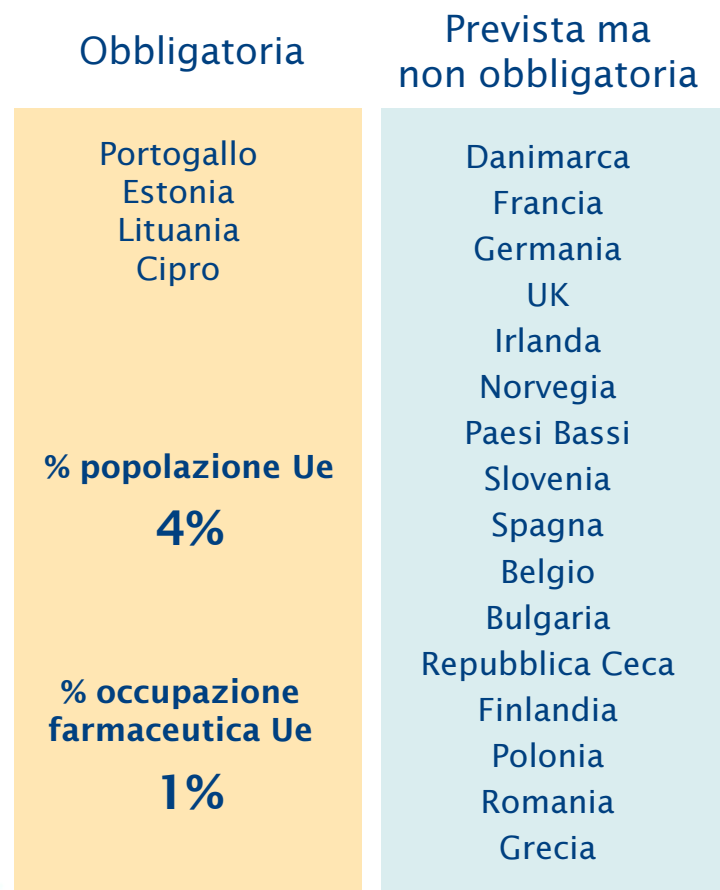 Obbligatoria
Portogallo
Estonia
Lituania
Cipro
% popolazione Ue
4%
% occupazione
farmaceutica Ue
1%
Prevista ma
non obbligatoria
Danimarca
Francia
Germania
UK
Irlanda
Norvegia
Paesi Bassi
Slovenia
Spagna
Belgio
Bulgaria
Repubblica Ceca
Finlandia
Polonia
Romania
Grecia